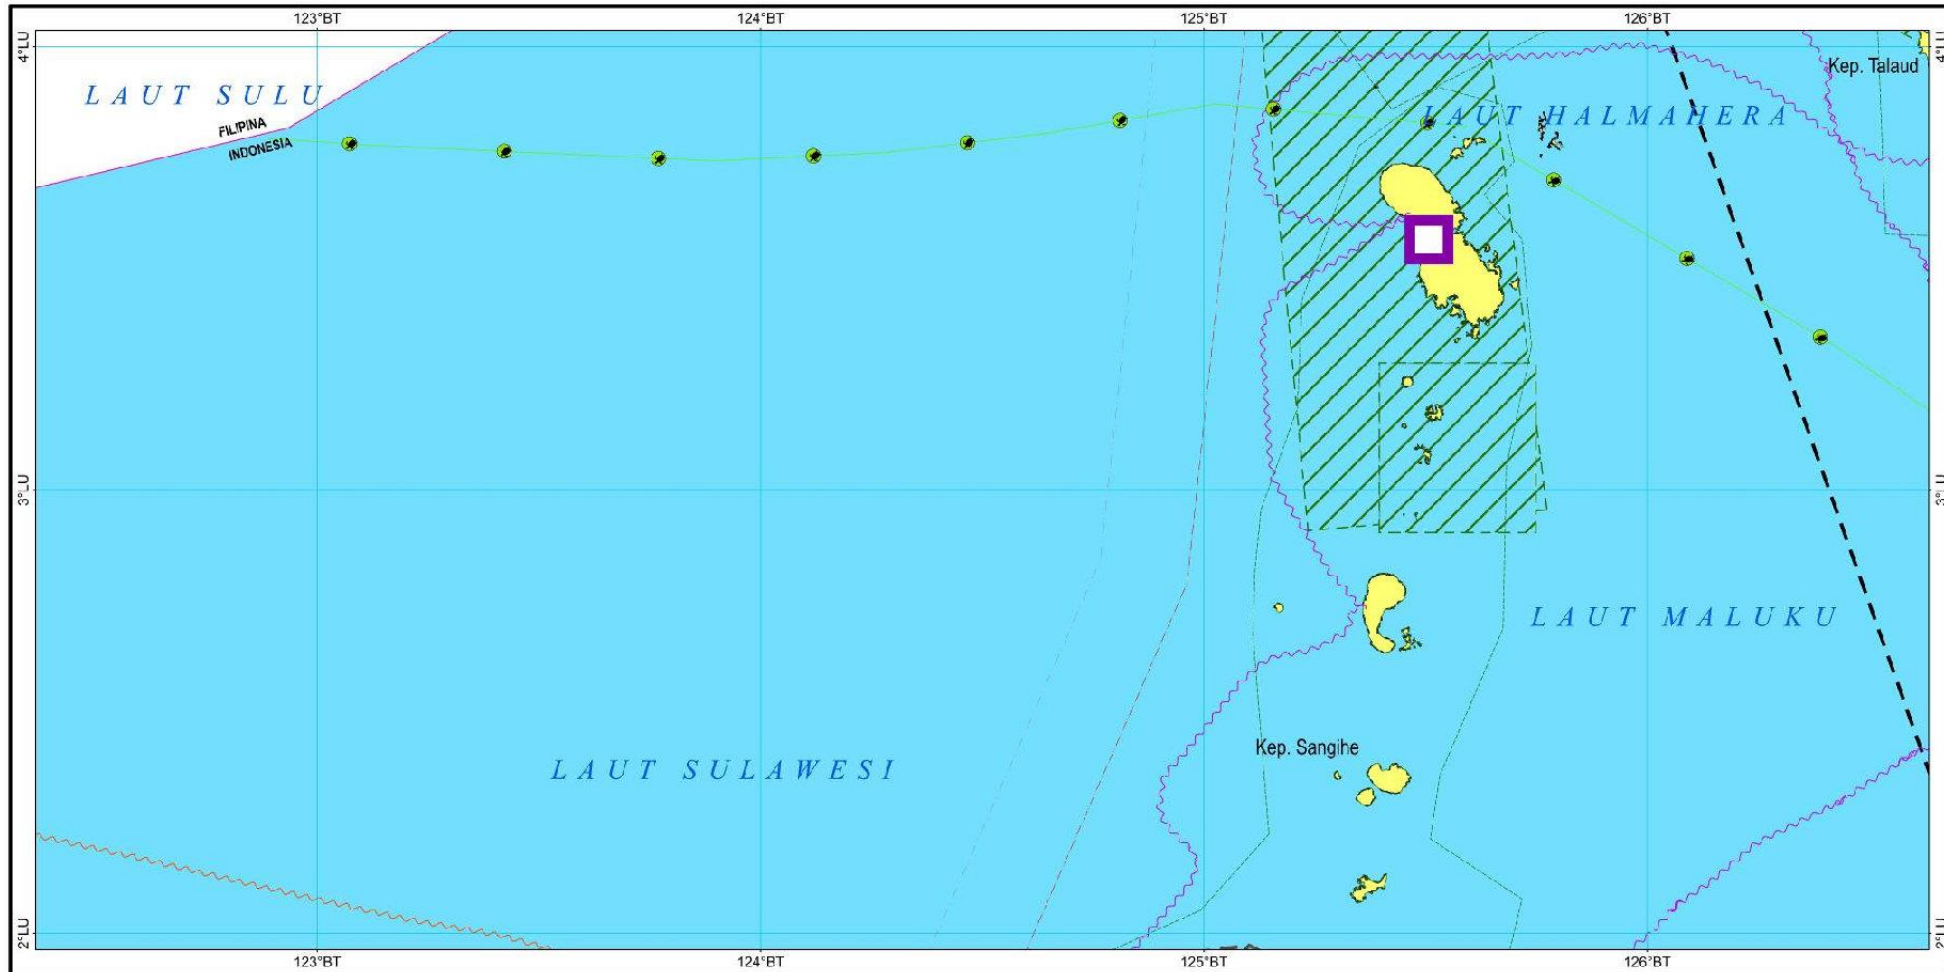 123°BT
124°BT
125°BT
126°BT
4°LU
4°LU
Kep. Talaud
LAUT SULU
LAUT HALMAHERA
FILIPINA
INDONESIA
3°LU
3°LU
LAUT MALUKU
Kep. Sangihe
LAUT SULAWESI
2°LU
2°LU
123°BT
124°BT
125°BT
126°BT